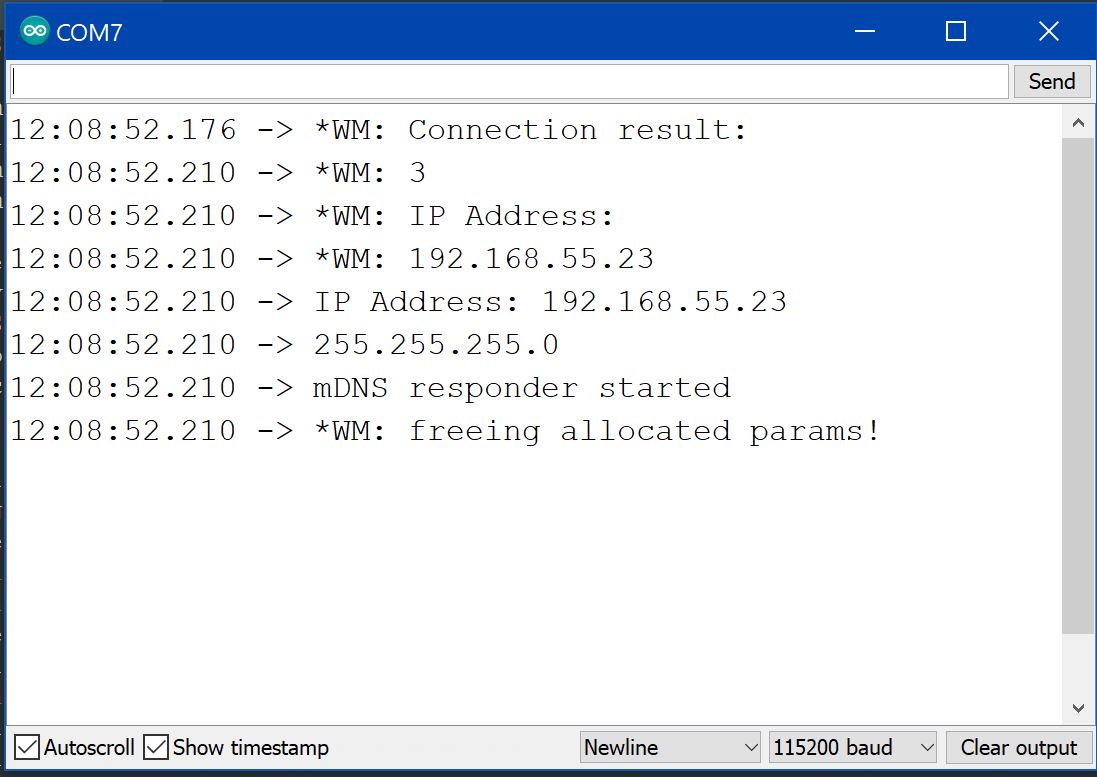 COM7
Send
12:08:52.176 -> *WM: Connection result:
12:08:52.210 -> *WM: 3
12:08:52.210 -> *WM: IP Address:
12:08:52.210 -> *WM: 192.168.55.23
12:08:52.210 -> IP Address: 192.168.55.23
12:08:52.210 -> 255.255.255.0
12:08:52.210 -> mDNS responder started
12:08:52.210 -> *WM: freeing allocated params!
Autoscroll Show timestamp Newline 115200 baud Clear output